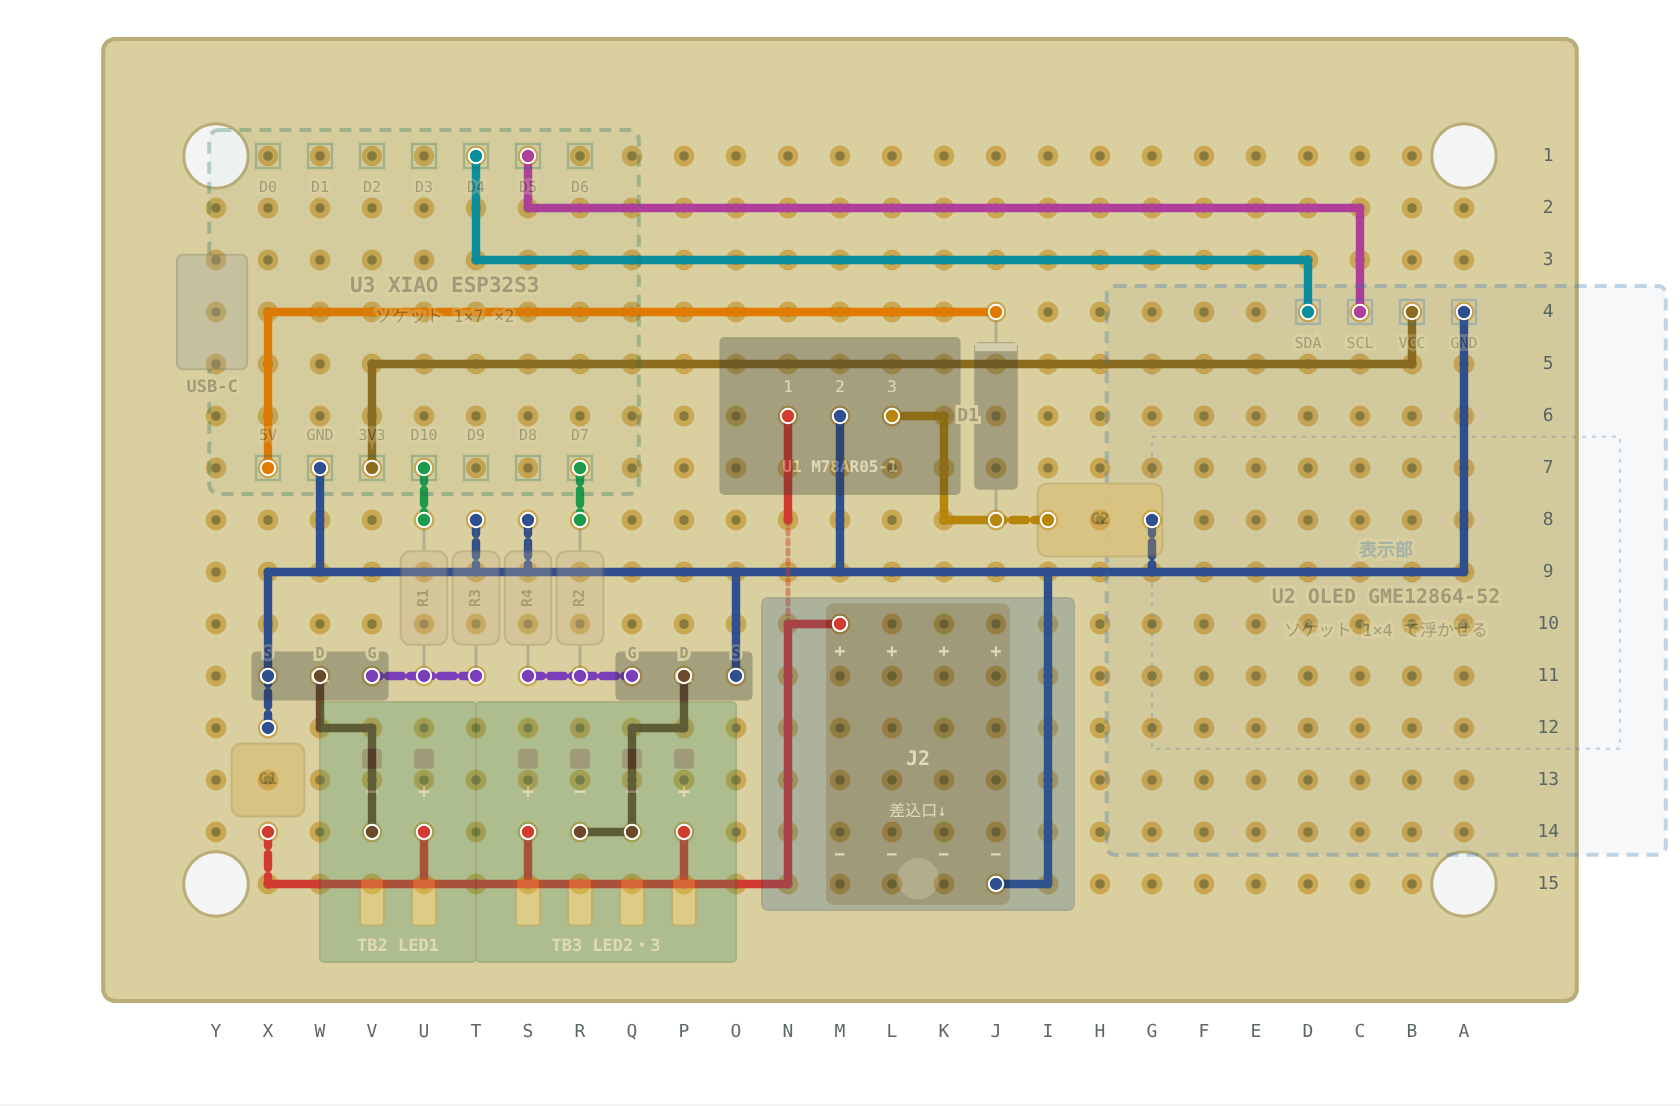 1
D0 D1 D2 D3 D4 D5 D6
2
3
U3 XIAO ESP32S3
ソケット 1×7 ×2
4
SDA SCL VCC GND
5
USB-C
1 2 3
6
D1
5V GND 3V3 D10 D9 D8 D7
U1 M78AR05-1
7
C2
8
表示部
9
R1 R3 R4 R2
U2 OLED GME12864-52
ソケット 1×4 で浮かせる
10
S D G G D S
+ + + +
11
12
J2
C1
13
− + + − − +
差込口↓
14
− − − −
15
TB2 LED1
TB3 LED2・3
Y X W V U T S R Q P O N M L K J I H G F E D C B A